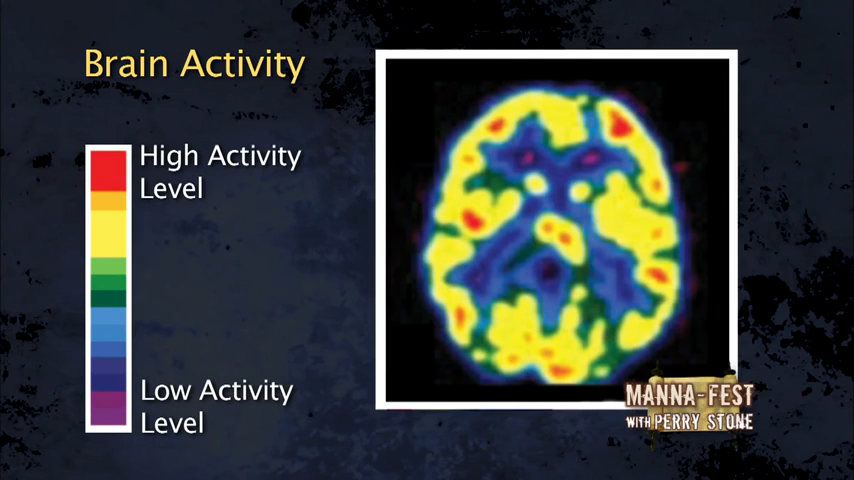 Brain Activity
High Activity
Level
Low Activity
Level
MANNA-FEST
WITH PERRY STONE